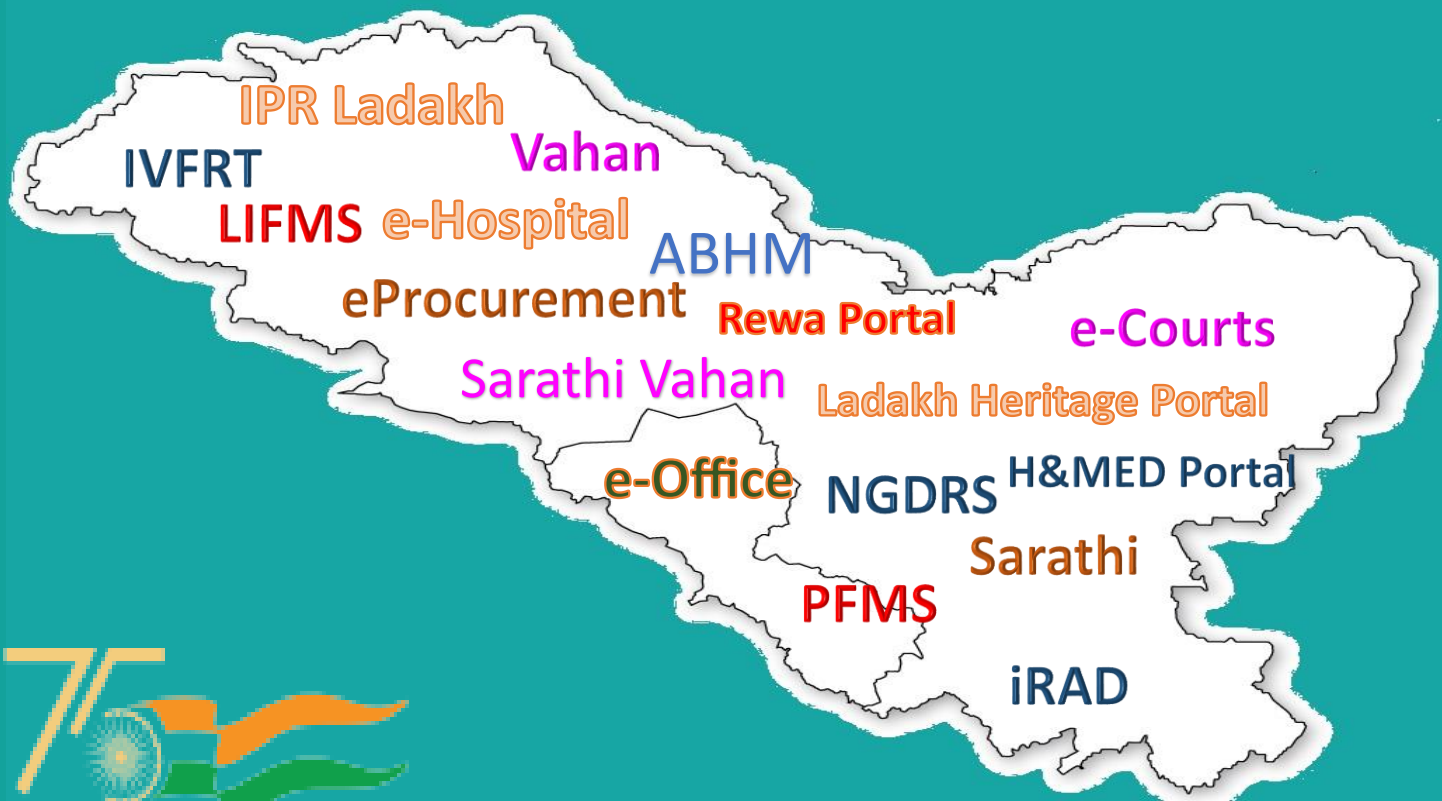 IPR Ladakh
Vahan
IVFRT
LIFMS
e-Hospital
ABHM
eProcurement
Rewa Portal
e-Courts
Sarathi Vahan
Ladakh Heritage Portal
e-Office
NGDRS
H&MED Portal
Sarathi
PFMS
iRAD
75